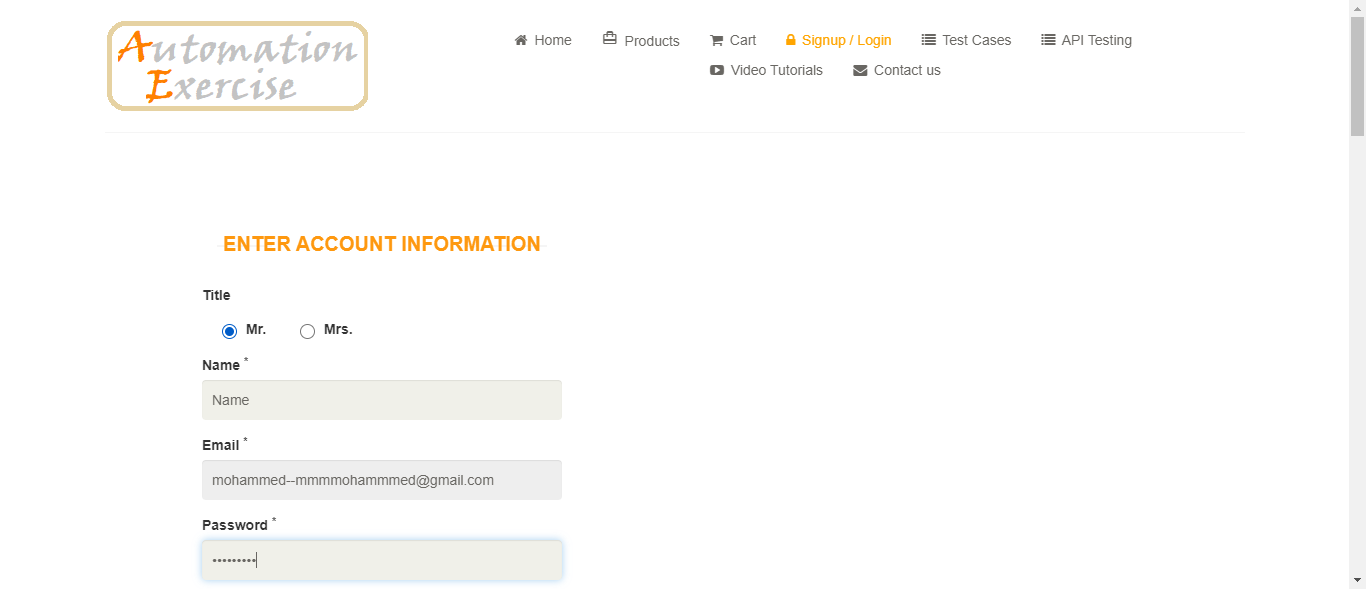 Automation
Exercise
Home
Products
Cart
Signup / Login
Test Cases
API Testing
Video Tutorials
Contact us
ENTER ACCOUNT INFORMATION
Title
Mr.
Mrs.
Name *
Name
Email *
mohammed--mmmmohammmed@gmail.com
Password *
•••••••••